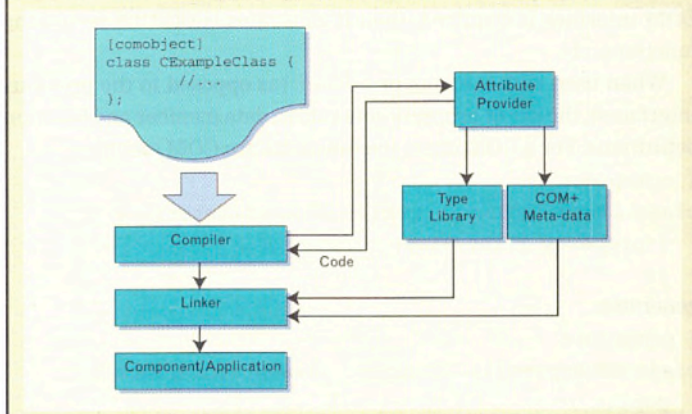 [comobject]
class CExampleClass {
//...
};
Attribute
Provider
Type
Library
COM+
Meta-data
Compiler
Code
Linker
Component/Application